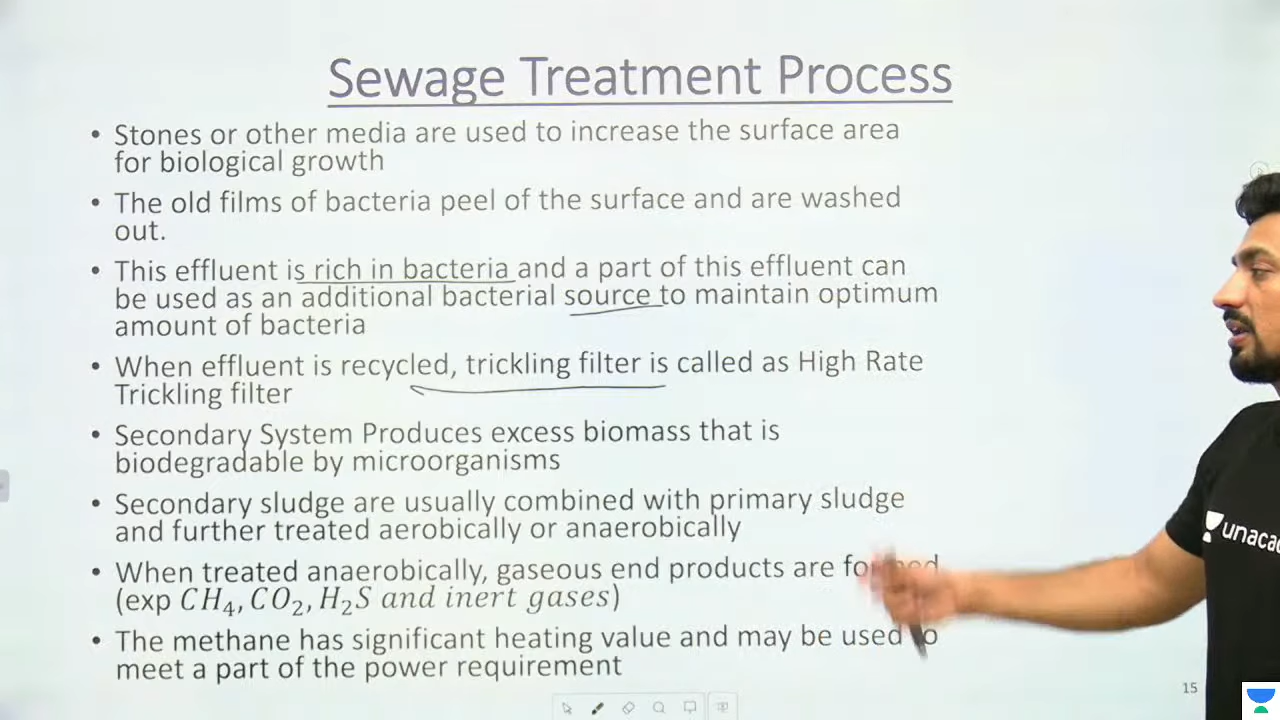 Sewage Treatment Process
• Stones or other media are used to increase the surface area
for biological growth
• The old films of bacteria peel of the surface and are washed
out.
• This effluent is rich in bacteria and a part of this effluent can
be used as an additional bacterial source to maintain optimum
amount of bacteria
• When effluent is recycled, trickling filter is called as High Rate
Trickling filter
• Secondary System Produces excess biomass that is
biodegradable by microorganisms
• Secondary sludge are usually combined with primary sludge
and further treated aerobically or anaerobically
• When treated anaerobically, gaseous end products are
(exp CH₄, CO₂, H₂S and inert gases)
• The methane has significant heating value and may be used to
meet a part of the power requirement
15